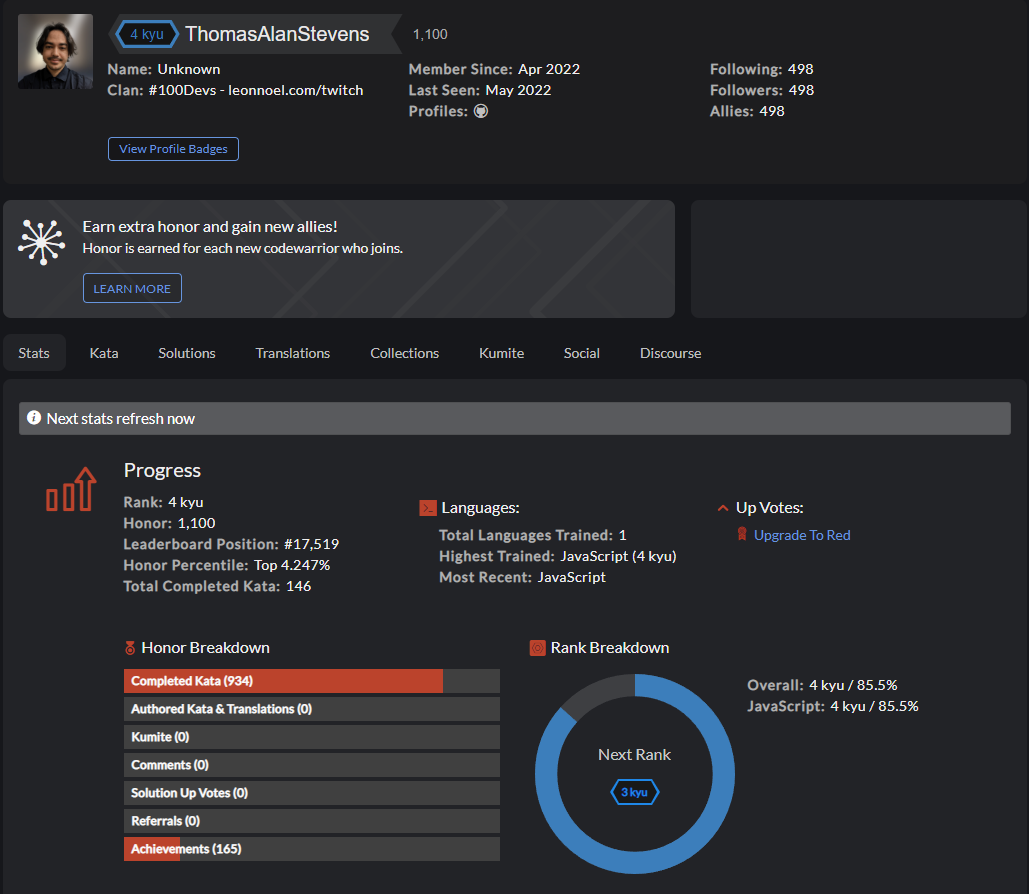 4 kyu ThomasAlanStevens 1,100
Name: Unknown
Clan: #100Devs - leonnoel.com/twitch
Member Since: Apr 2022
Last Seen: May 2022
Profiles:
Following: 498
Followers: 498
Allies: 498
View Profile Badges
Earn extra honor and gain new allies!
Honor is earned for each new codewarrior who joins.
LEARN MORE
Stats Kata Solutions Translations Collections Kumite Social Discourse
Next stats refresh now
Progress
Rank: 4 kyu
Honor: 1,100
Leaderboard Position: #17,519
Honor Percentile: Top 4.247%
Total Completed Kata: 146
Languages:
Total Languages Trained: 1
Highest Trained: JavaScript (4 kyu)
Most Recent: JavaScript
Up Votes:
Upgrade To Red
Honor Breakdown
Completed Kata (934)
Authored Kata & Translations (0)
Kumite (0)
Comments (0)
Solution Up Votes (0)
Referrals (0)
Achievements (165)
Rank Breakdown
Next Rank
3 kyu
Overall: 4 kyu / 85.5%
JavaScript: 4 kyu / 85.5%